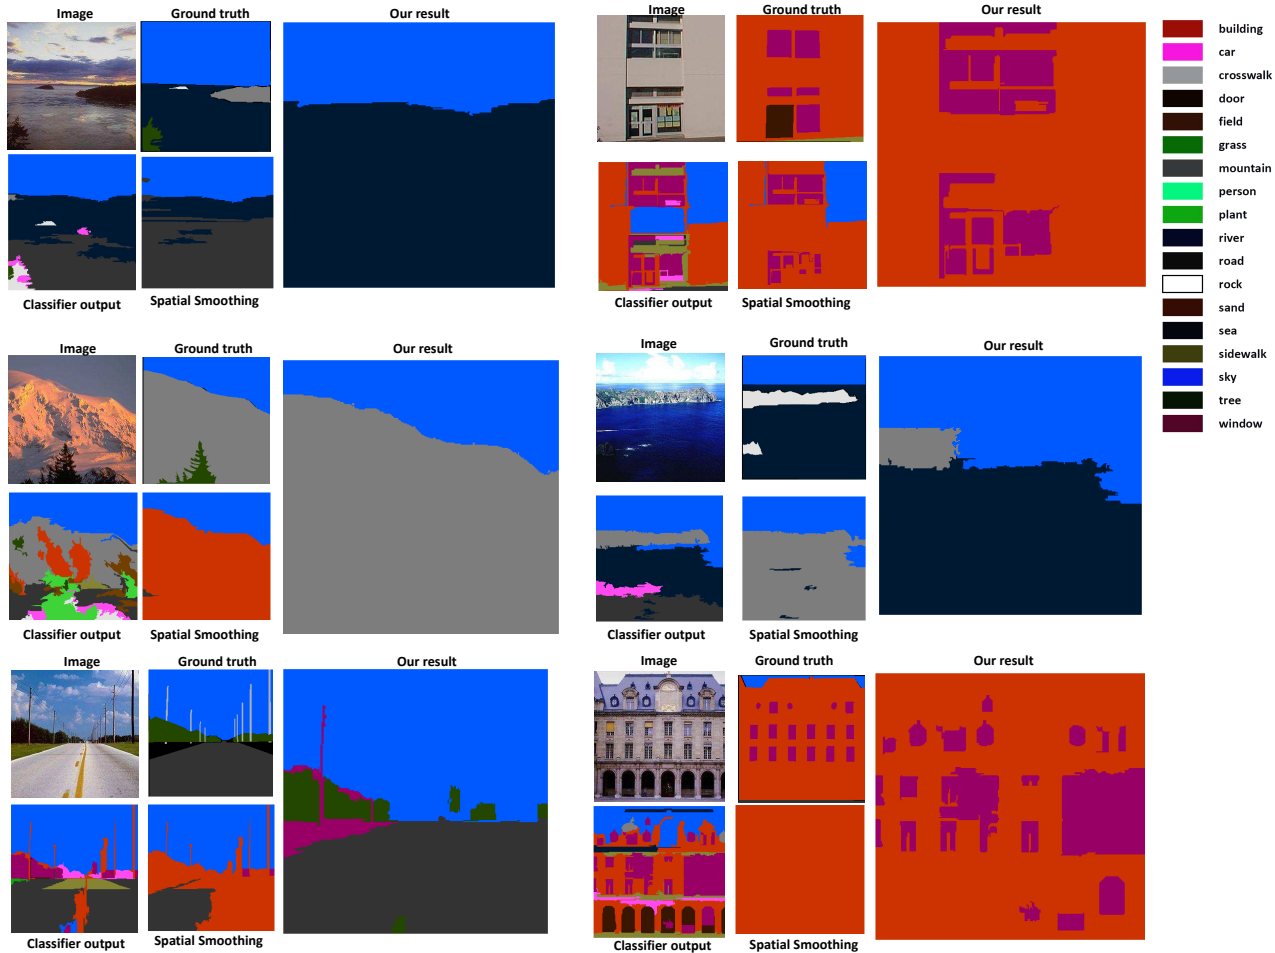 Image
Ground truth
Our result
Classifier output
Spatial Smoothing
Image
Ground truth
Our result
Classifier output
Spatial Smoothing
Image
Ground truth
Our result
Classifier output
Spatial Smoothing
Image
Ground truth
Our result
Classifier output
Spatial Smoothing
Image
Ground truth
Our result
Classifier output
Spatial Smoothing
Image
Ground truth
Our result
Classifier output
Spatial Smoothing
building
car
crosswalk
door
field
grass
mountain
person
plant
river
road
rock
sand
sea
sidewalk
sky
tree
window